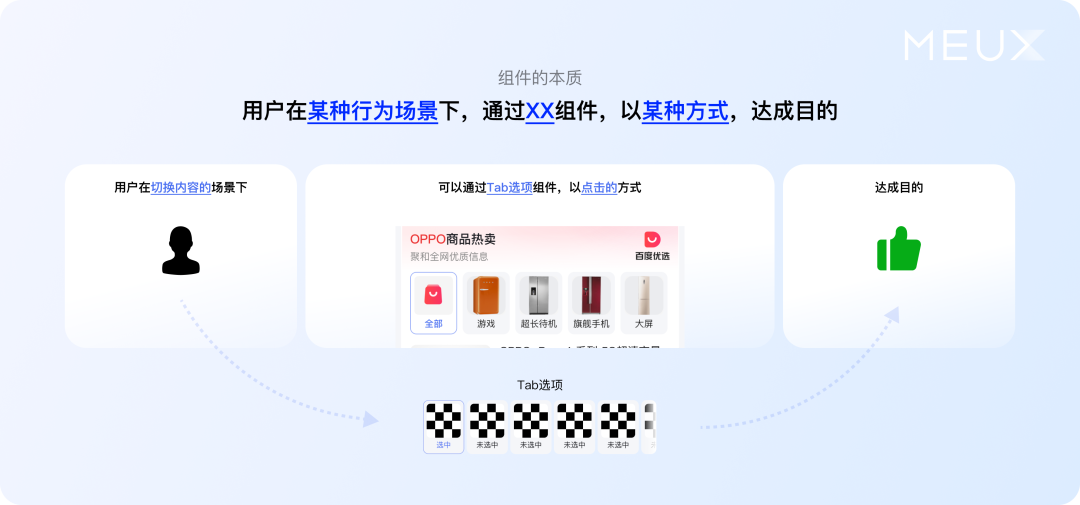 MEUX
组件的本质
用户在某种行为场景下，通过XX组件，以某种方式，达成目的
用户在切换内容的场景下
可以通过Tab选项组件，以点击的方式
达成目的
OPPO商品热卖
聚和全网优质信息
百度优选
全部
游戏
超长待机
旗舰手机
大屏
Tab选项
选中
未选中
未选中
未选中
未选中